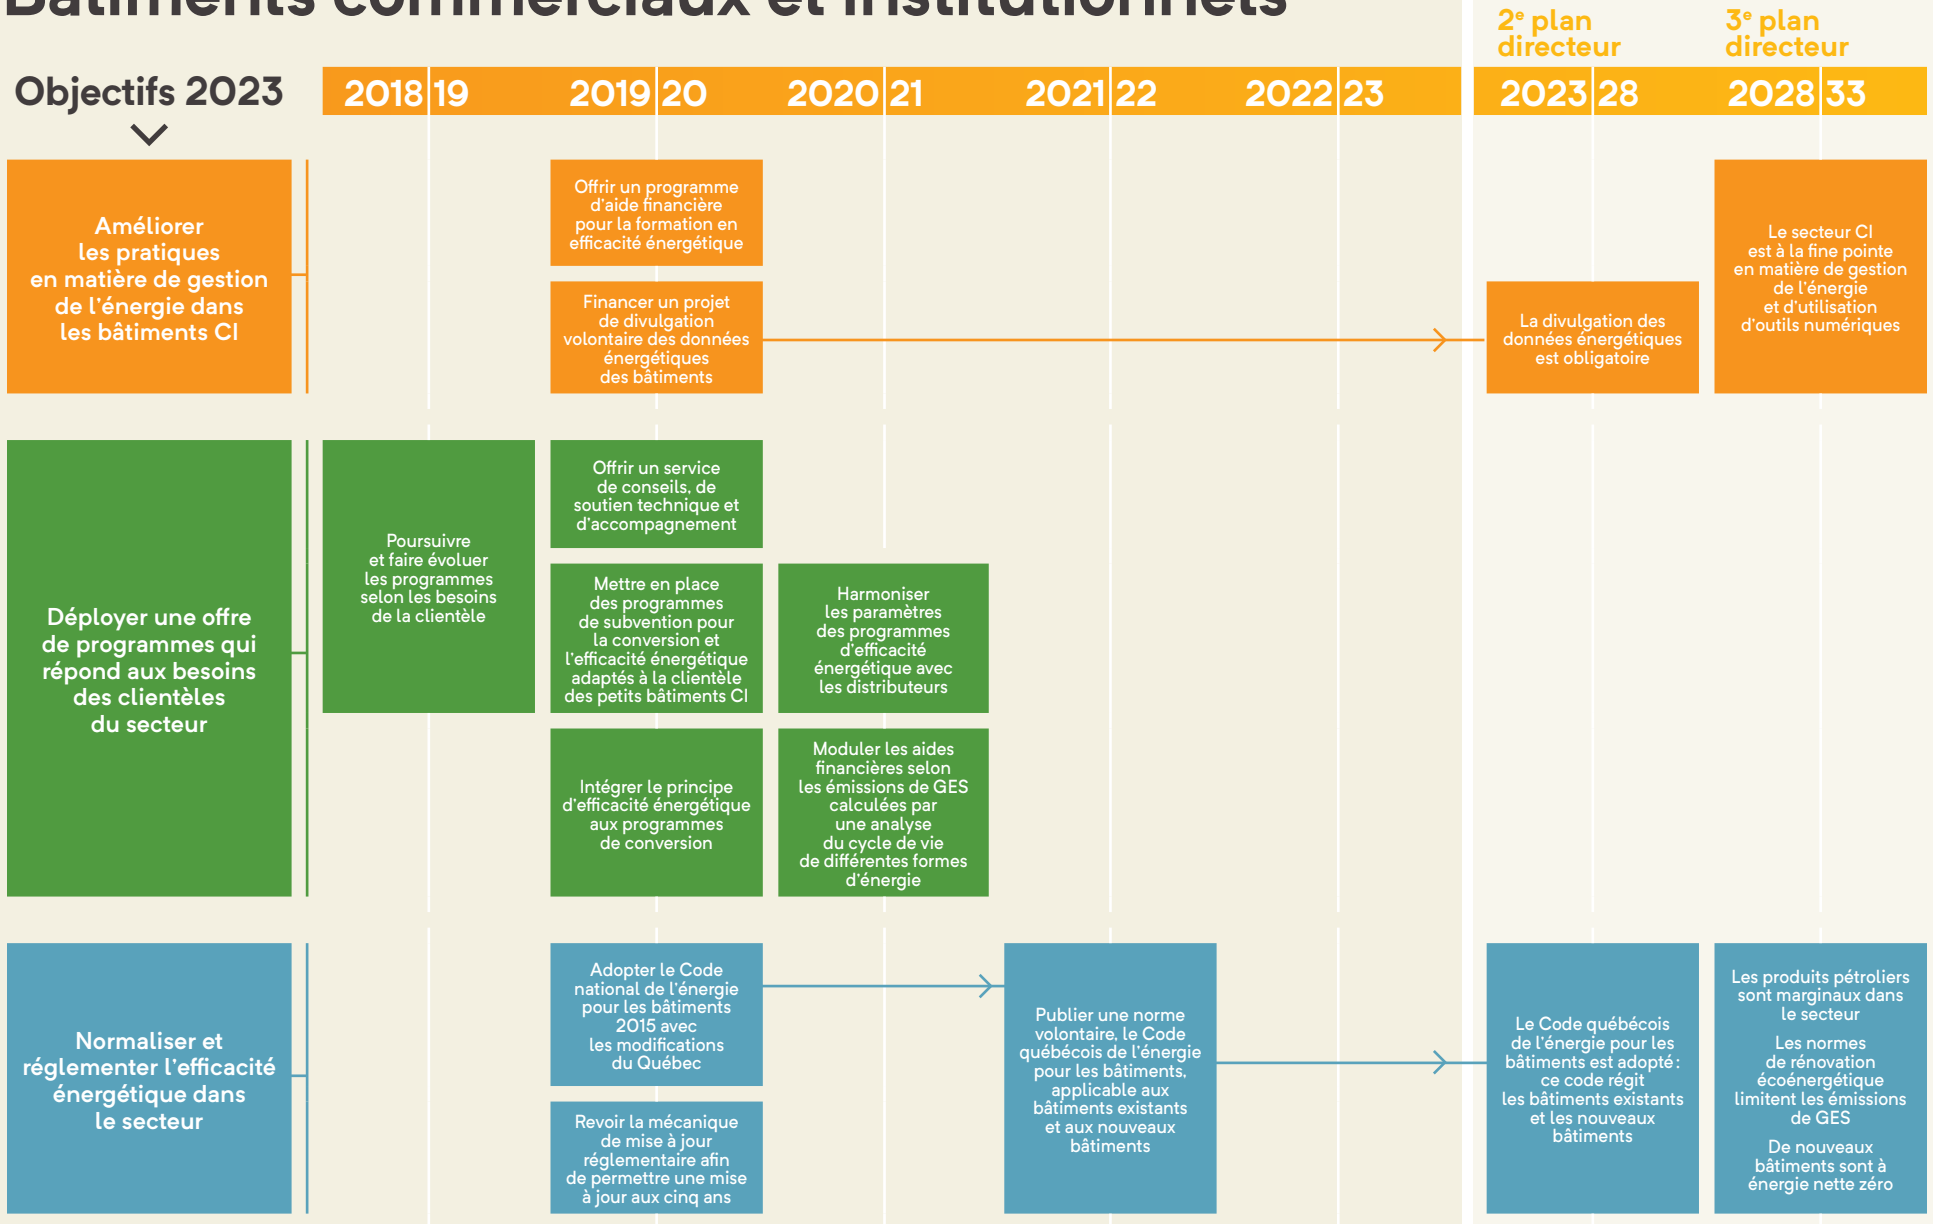 Bâtiments commerciaux et institutionnels
2e plan
directeur
3e plan
directeur
Objectifs 2023
2018 19
2019 20
2020 21
2021 22
2022 23
2023 28
2028 33
Améliorer
les pratiques
en matière de gestion
de l'énergie dans
les bâtiments CI
Offrir un programme
d'aide financière
pour la formation en
efficacité énergétique
Financer un projet
de divulgation
volontaire des données
énergétiques
des bâtiments
La divulgation des
données énergétiques
est obligatoire
Le secteur CI
est à la fine pointe
en matière de gestion
de l'énergie
et d'utilisation
d'outils numériques
Déployer une offre
de programmes qui
répond aux besoins
des clientèles
du secteur
Poursuivre
et faire évoluer
les programmes
selon les besoins
de la clientèle
Offrir un service
de conseils, de
soutien technique et
d'accompagnement
Mettre en place
des programmes
de subvention pour
la conversion et
l'efficacité énergétique
adaptés à la clientèle
des petits bâtiments CI
Intégrer le principe
d'efficacité énergétique
aux programmes
de conversion
Harmoniser
les paramètres
des programmes
d'efficacité
énergétique avec
les distributeurs
Moduler les aides
financières selon
les émissions de GES
calculées par
une analyse
du cycle de vie
de différentes formes
d'énergie
Normaliser et
réglementer l'efficacité
énergétique dans
le secteur
Adopter le Code
national de l'énergie
pour les bâtiments
2015 avec
les modifications
du Québec
Revoir la mécanique
de mise à jour
réglementaire afin
de permettre une mise
à jour aux cinq ans
Publier une norme
volontaire, le Code
québécois de l'énergie
pour les bâtiments,
applicable aux
bâtiments existants
et aux nouveaux
bâtiments
Le Code québécois
de l'énergie pour les
bâtiments est adopté :
ce code régit
les bâtiments existants
et les nouveaux
bâtiments
Les produits pétroliers
sont marginaux dans
le secteur
Les normes
de rénovation
écoénergétique
limitent les émissions
de GES
De nouveaux
bâtiments sont à
énergie nette zéro